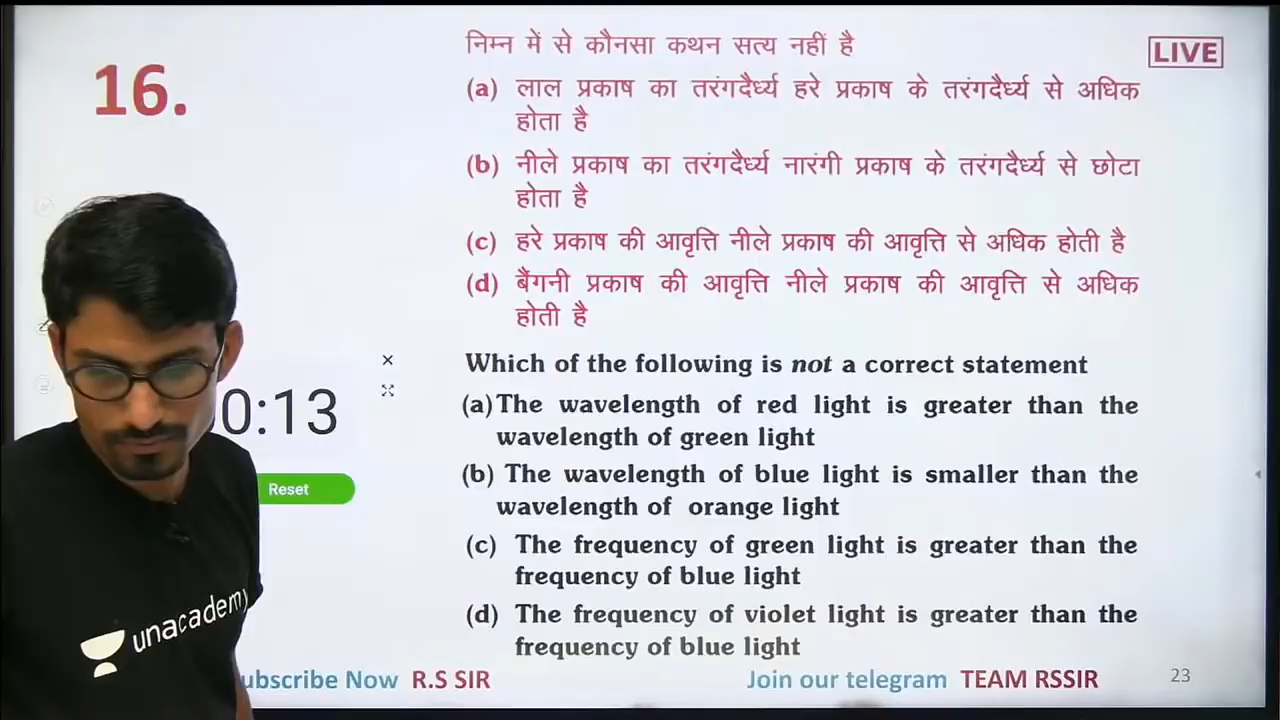 16.
LIVE
निम्न में से कौनसा कथन सत्य नहीं है
(a) लाल प्रकाष का तरंगदैर्ध्य हरे प्रकाष के तरंगदैर्ध्य से अधिक
होता है
(b) नीले प्रकाष का तरंगदैर्ध्य नारंगी प्रकाष के तरंगदैर्ध्य से छोटा
होता है
(c) हरे प्रकाष की आवृत्ति नीले प्रकाष की आवृत्ति से अधिक होती है
(d) बैंगनी प्रकाष की आवृत्ति नीले प्रकाष की आवृत्ति से अधिक
होती है
Which of the following is not a correct statement
(a)The wavelength of red light is greater than the
wavelength of green light
(b) The wavelength of blue light is smaller than the
wavelength of orange light
(c) The frequency of green light is greater than the
frequency of blue light
(d) The frequency of violet light is greater than the
frequency of blue light
0:13
Reset
unacademy
ubscribe Now R.S SIR
Join our telegram TEAM RSSIR
23